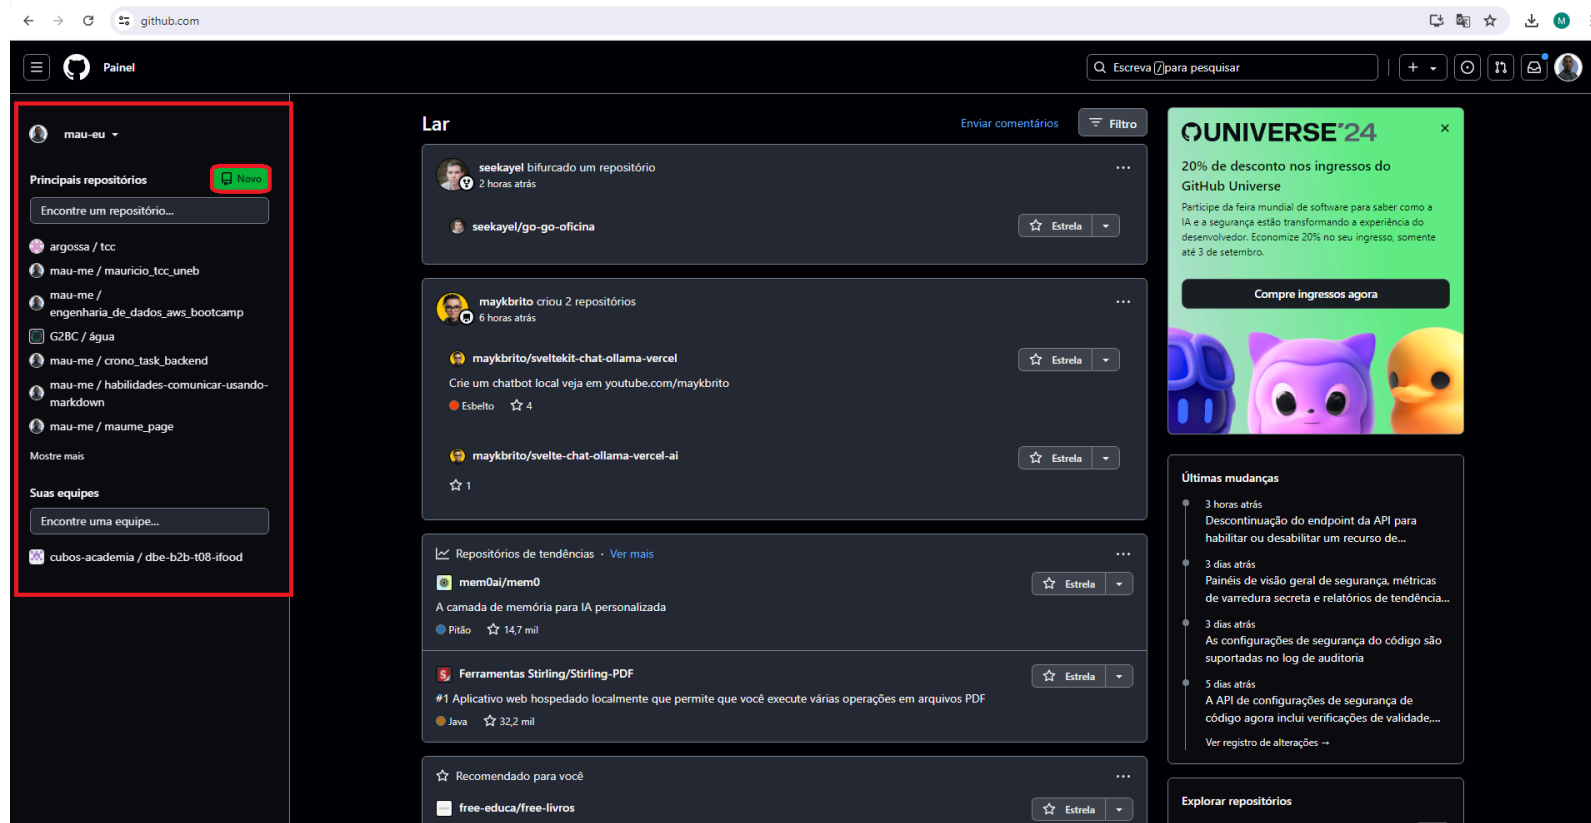 github.com
M
Painel
Escreva / para pesquisar
mau-eu
Principais repositórios
Novo
Encontre um repositório...
argossa / tcc
mau-me / mauricio_tcc_uneb
mau-me /
engenharia_de_dados_aws_bootcamp
G2BC / água
mau-me / crono_task_backend
mau-me / habilidades-comunicar-usando-
markdown
mau-me / maume_page
Mostre mais
Suas equipes
Encontre uma equipe...
cubos-academia / dbe-b2b-t08-ifood
Lar
Enviar comentários
Filtro
seekayel bifurcado um repositório
2 horas atrás
seekayel/go-go-oficina
Estrela
maykbrito criou 2 repositórios
6 horas atrás
maykbrito/sveltekit-chat-ollama-vercel
Estrela
Crie um chatbot local veja em youtube.com/maykbrito
Esbelto 4
maykbrito/svelte-chat-ollama-vercel-ai
Estrela
1
Repositórios de tendências · Ver mais
mem0ai/mem0
Estrela
A camada de memória para IA personalizada
Pitão 14,7 mil
Ferramentas Stirling/Stirling-PDF
Estrela
#1 Aplicativo web hospedado localmente que permite que você execute várias operações em arquivos PDF
Java 32,2 mil
Recomendado para você
free-educa/free-livros
Estrela
UNIVERSE'24
20% de desconto nos ingressos do
GitHub Universe
Participe da feira mundial de software para saber como a
IA e a segurança estão transformando a experiência do
desenvolvedor. Economize 20% no seu ingresso, somente
até 3 de setembro.
Compre ingressos agora
Últimas mudanças
3 horas atrás
Descontinuação do endpoint da API para
habilitar ou desabilitar um recurso de...
3 dias atrás
Painéis de visão geral de segurança, métricas
de varredura secreta e relatórios de tendência...
3 dias atrás
As configurações de segurança do código são
suportadas no log de auditoria
5 dias atrás
A API de configurações de segurança de
código agora inclui verificações de validade,...
Ver registro de alterações →
Explorar repositórios